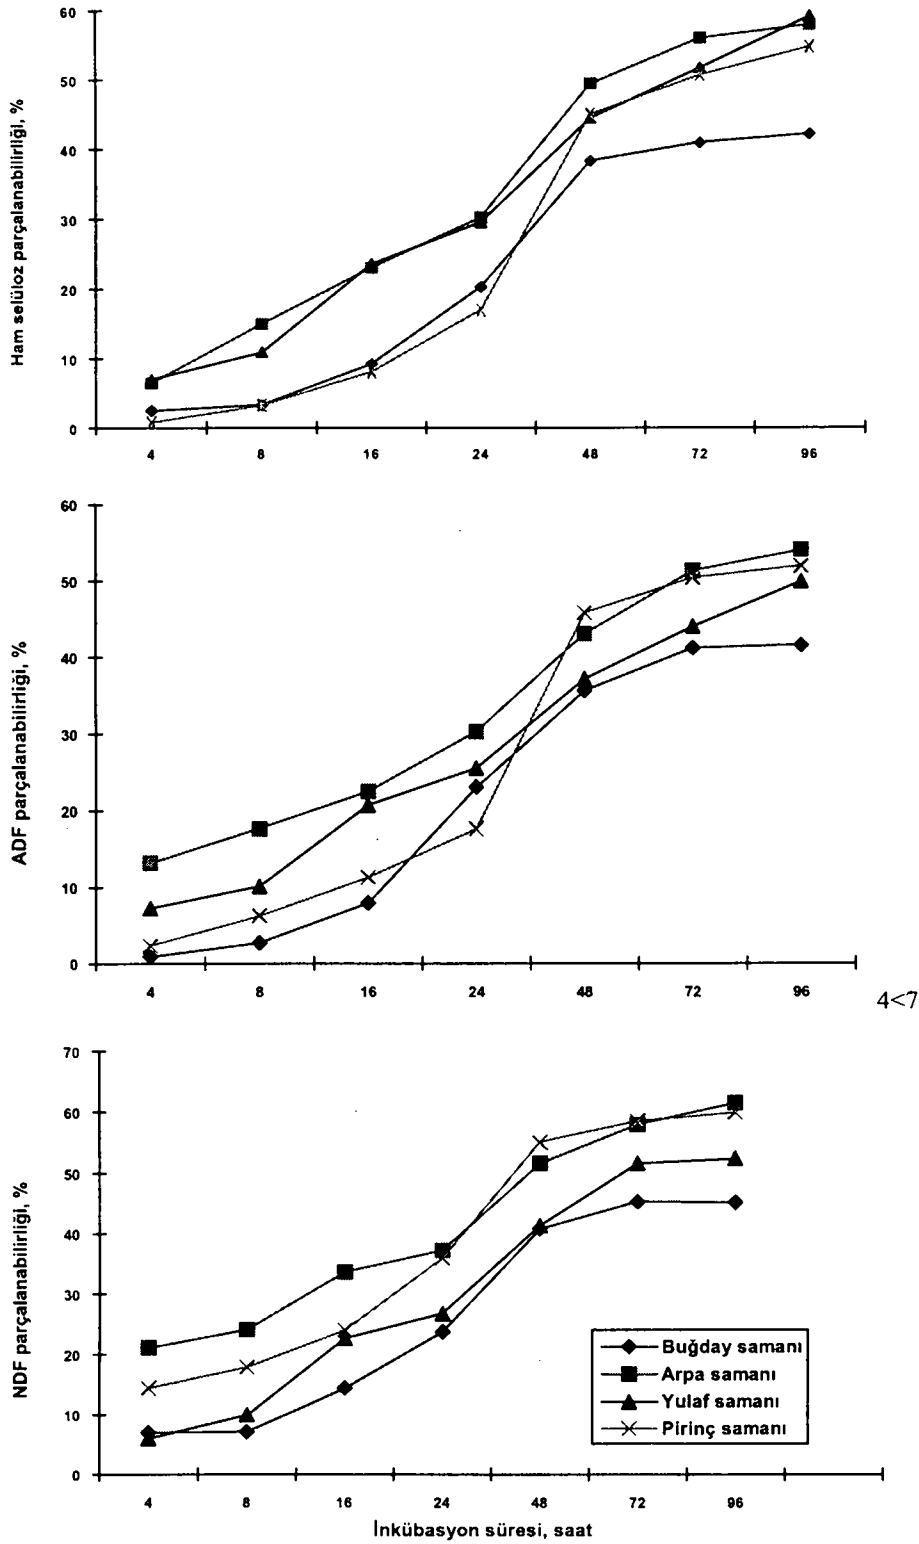 Ham selüloz parçalanabilirliği, %
60
50
40
30
20
10
0
4 8 16 24 48 72 96
ADF parçalanabilirliği, %
60
50
40
30
20
10
0
4 8 16 24 48 72 96
4<7
NDF parçalanabilirliği, %
70
60
50
40
30
20
10
0
Buğday samanı
Arpa samanı
Yulaf samanı
Pirinç samanı
4 8 16 24 48 72 96
İnkübasyon süresi, saat